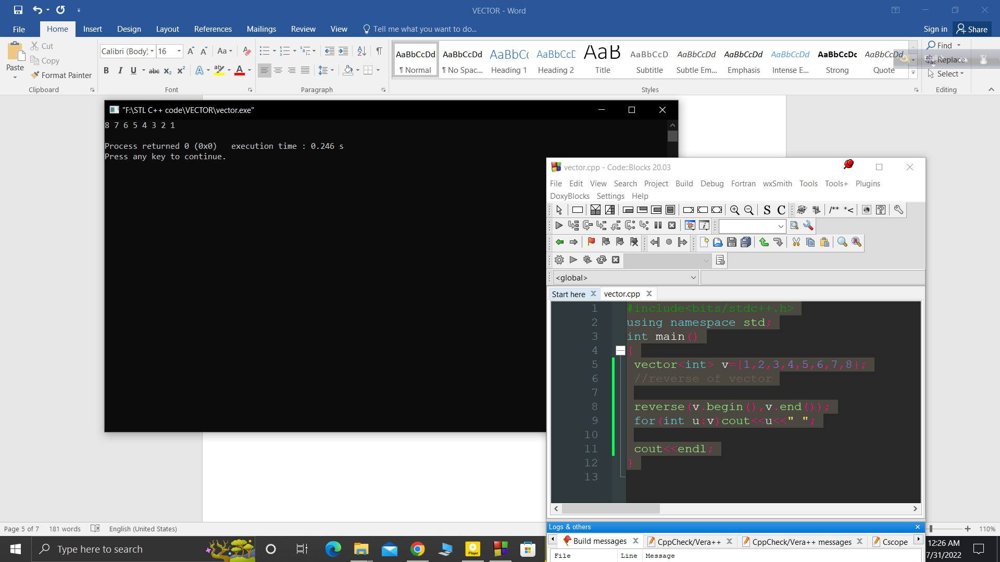 VECTOR - Word
File Home Insert Design Layout References Mailings Review View Tell me what you want to do... Sign in Share
Paste
Cut
Copy
Format Painter
Clipboard
Calibri (Body) 16
B I U abc X₂ X² A A
Aa
Font
Paragraph
AaBbCcDd AaBbCcDd AaBbCc AaBbCcD AaB AaBbCcD AaBbCcDd AaBbCcDd AaBbCcDd AaBbCcDc AaBbCcDd
¶ Normal ¶ No Spac... Heading 1 Heading 2 Title Subtitle Subtle Em... Emphasis Intense E... Strong Quote
Styles
Find
Replace
Select
Editing
"F:\STL C++ code\VECTOR\vector.exe"
8 7 6 5 4 3 2 1
Process returned 0 (0x0)   execution time : 0.246 s
Press any key to continue.
vector.cpp - Code::Blocks 20.03
File Edit View Search Project Build Debug Fortran wxSmith Tools Tools+ Plugins
DoxyBlocks Settings Help
S C /** *<
<global>
Start here vector.cpp
1 #include<bits/stdc++.h>
2 using namespace std;
3 int main()
4 {
5 vector<int> v={1,2,3,4,5,6,7,8};
6 //reverse of vector
7
8 reverse(v.begin(),v.end());
9 for(int u:v)cout<<u<<" ";
10
11 cout<<endl;
12 }
13
Logs & others
Build messages CppCheck/Vera++ CppCheck/Vera++ messages Cscope
File Line Message
Page 5 of 7 181 words English (United States) 110%
Type here to search
Player
12:26 AM
7/31/2022